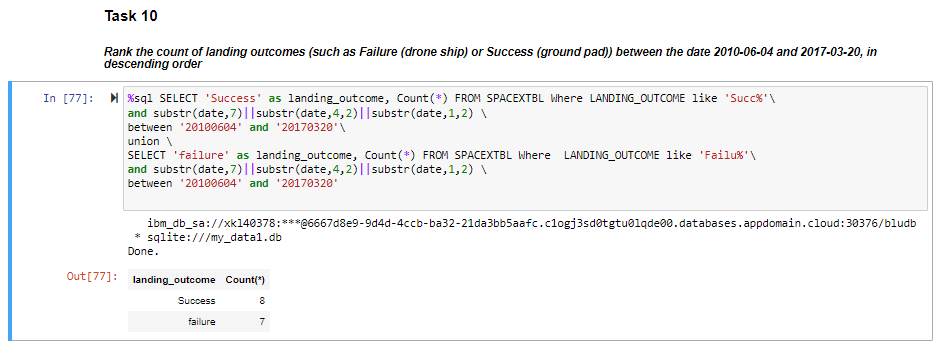 Task 10
Rank the count of landing outcomes (such as Failure (drone ship) or Success (ground pad)) between the date 2010-06-04 and 2017-03-20, in
descending order
In [77]: %sql SELECT 'Success' as landing_outcome, Count(*) FROM SPACEXTBL Where LANDING_OUTCOME like 'Succ%'\
and substr(date,7)||substr(date,4,2)||substr(date,1,2) \
between '20100604' and '20170320'\
union \
SELECT 'failure' as landing_outcome, Count(*) FROM SPACEXTBL Where  LANDING_OUTCOME like 'Failu%'\
and substr(date,7)||substr(date,4,2)||substr(date,1,2) \
between '20100604' and '20170320'
ibm_db_sa://xkl40378:***@6667d8e9-9d4d-4ccb-ba32-21da3bb5aafc.c1ogj3sd0tgtu0lqde00.databases.appdomain.cloud:30376/bludb
* sqlite:///my_data1.db
Done.
Out[77]: landing_outcome Count(*)
Success 8
failure 7